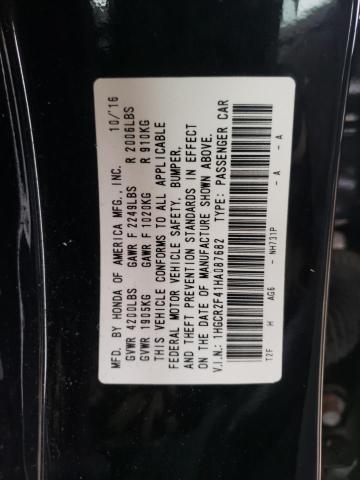 MFD. BY HONDA OF AMERICA MFG., INC. 10/16
GVWR 4200LBS GAWR F 2249LBS R 2006LBS
GVWR 1905KG GAWR F 1020KG R 910KG
THIS VEHICLE CONFORMS TO ALL APPLICABLE
FEDERAL MOTOR VEHICLE SAFETY, BUMPER,
AND THEFT PREVENTION STANDARDS IN EFFECT
ON THE DATE OF MANUFACTURE SHOWN ABOVE.
V.I.N.: 1HGCR2F41HA087682 TYPE: PASSENGER CAR
T2F H AG6 - NH731P - A - A